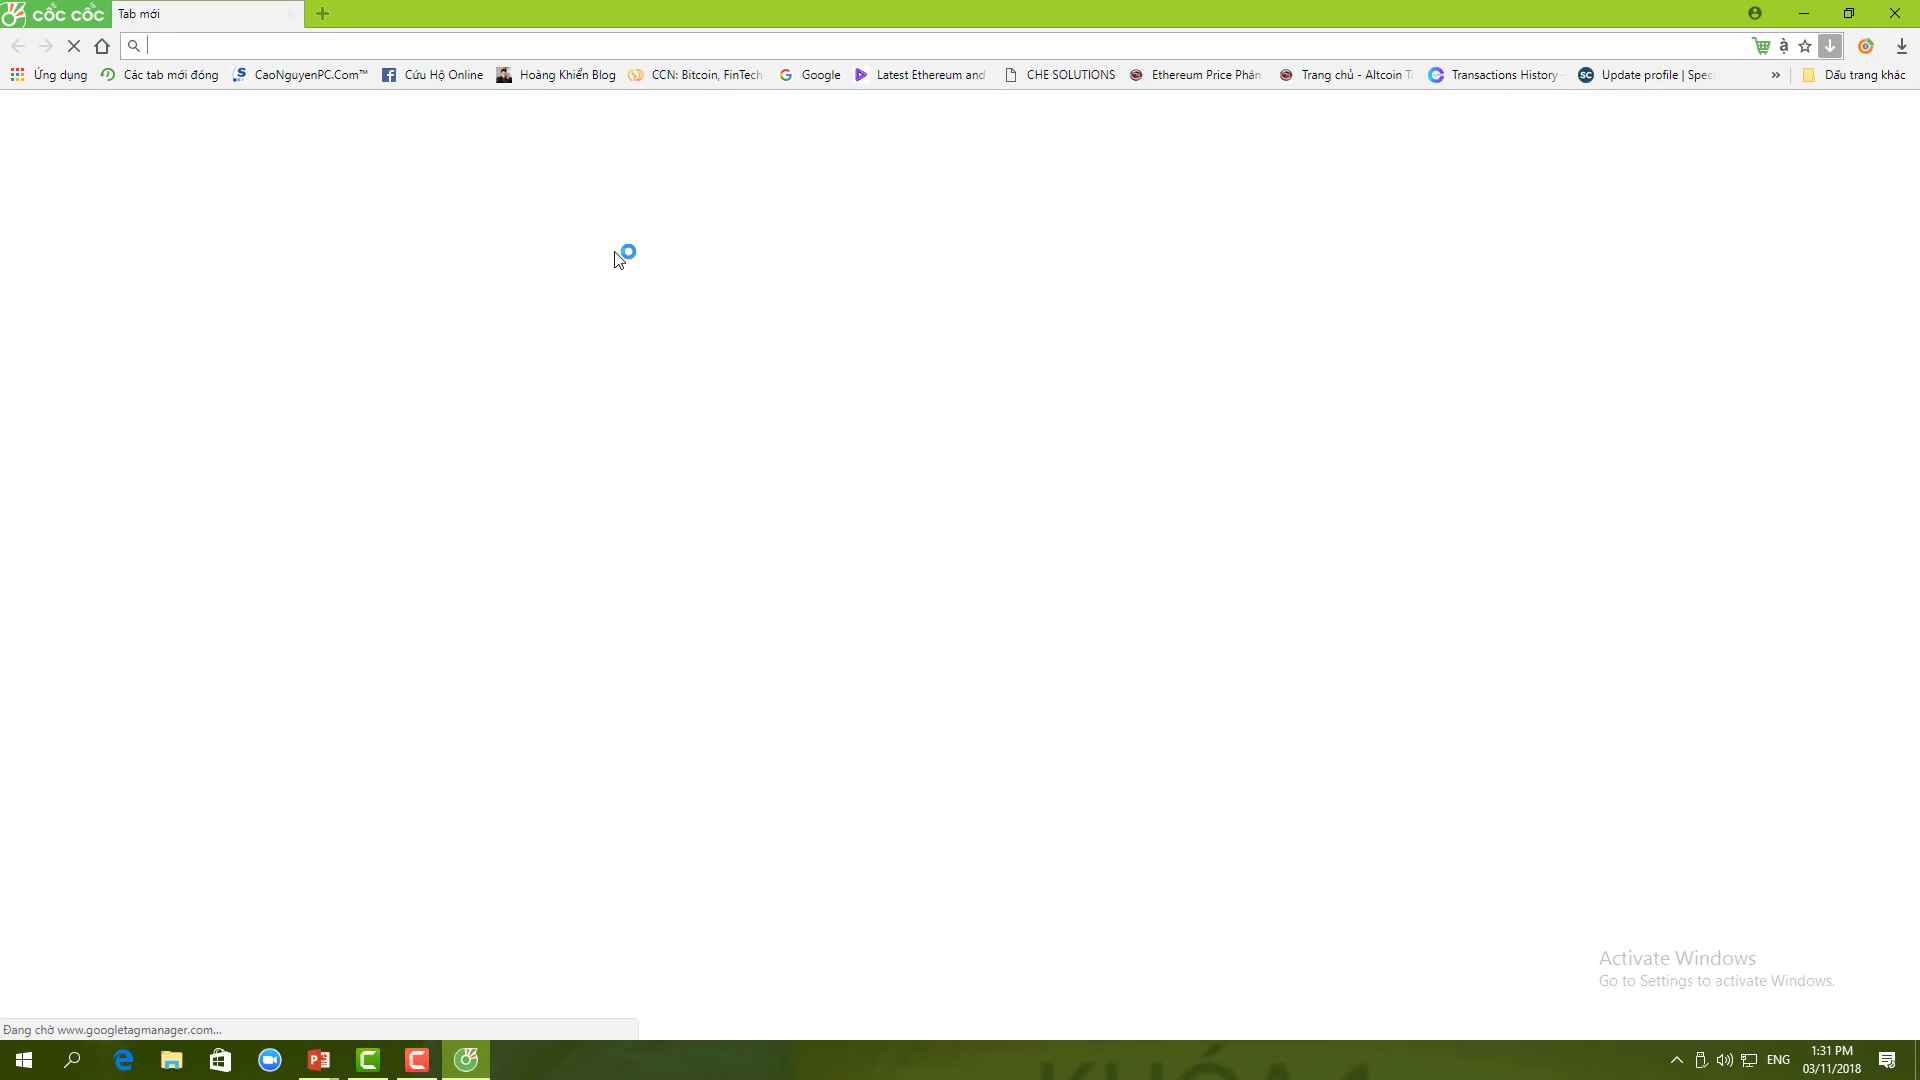 cốc cốc Tab mới
Ứng dụng Các tab mới đóng CaoNguyenPC.Com™ Cứu Hộ Online Hoàng Khiển Blog CCN: Bitcoin, FinTech Google Latest Ethereum and CHE SOLUTIONS Ethereum Price Phân Trang chủ - Altcoin T Transactions History Update profile | Spec » Dấu trang khác
Activate Windows
Go to Settings to activate Windows.
Đang chờ www.googletagmanager.com...
KHÓA 1
ENG
1:31 PM
03/11/2018